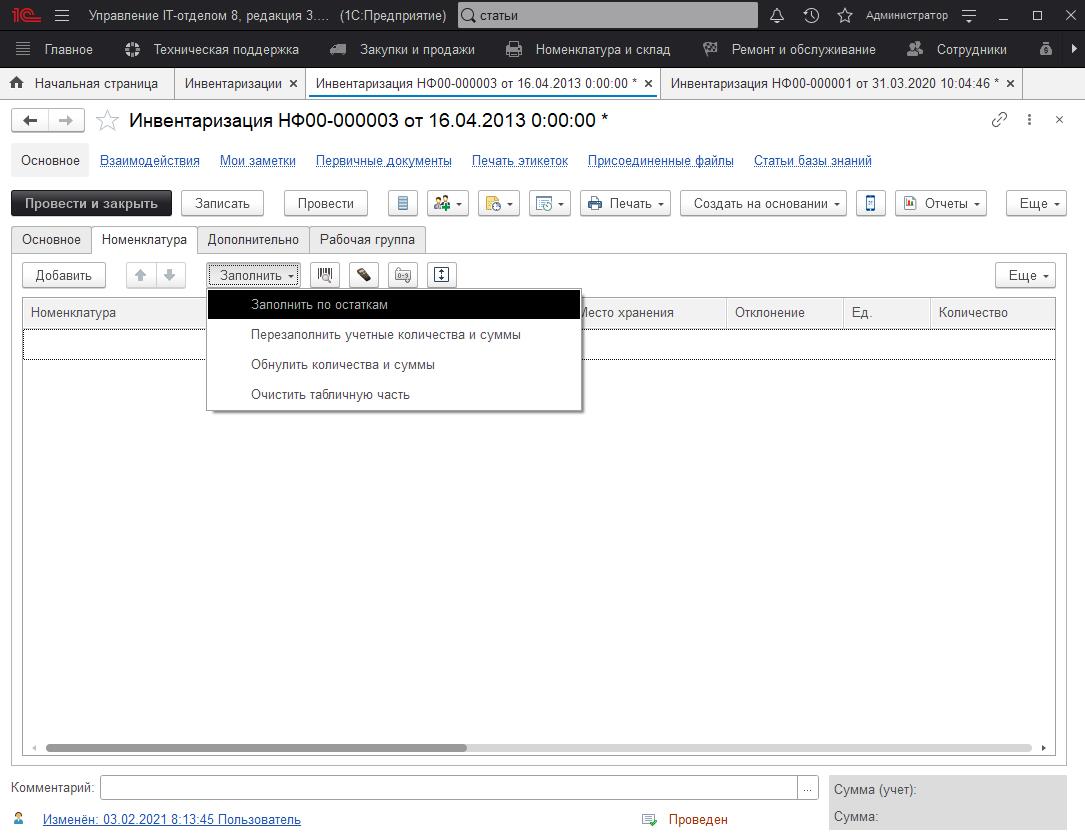 1С Управление IT-отделом 8, редакция 3.... (1С:Предприятие) статьи Администратор
Главное Техническая поддержка Закупки и продажи Номенклатура и склад Ремонт и обслуживание Сотрудники
Начальная страница Инвентаризации × Инвентаризация НФ00-000003 от 16.04.2013 0:00:00 * × Инвентаризация НФ00-000001 от 31.03.2020 10:04:46 * ×
Инвентаризация НФ00-000003 от 16.04.2013 0:00:00 *
Основное Взаимодействия Мои заметки Первичные документы Печать этикеток Присоединенные файлы Статьи базы знаний
Провести и закрыть Записать Провести Печать Создать на основании Отчеты Еще
Основное Номенклатура Дополнительно Рабочая группа
Добавить Заполнить Еще
Номенклатура Место хранения Отклонение Ед. Количество
Заполнить по остаткам
Перезаполнить учетные количества и суммы
Обнулить количества и суммы
Очистить табличную часть
Комментарий: ... Сумма (учет):
Изменён: 03.02.2021 8:13:45 Пользователь Проведен Сумма: